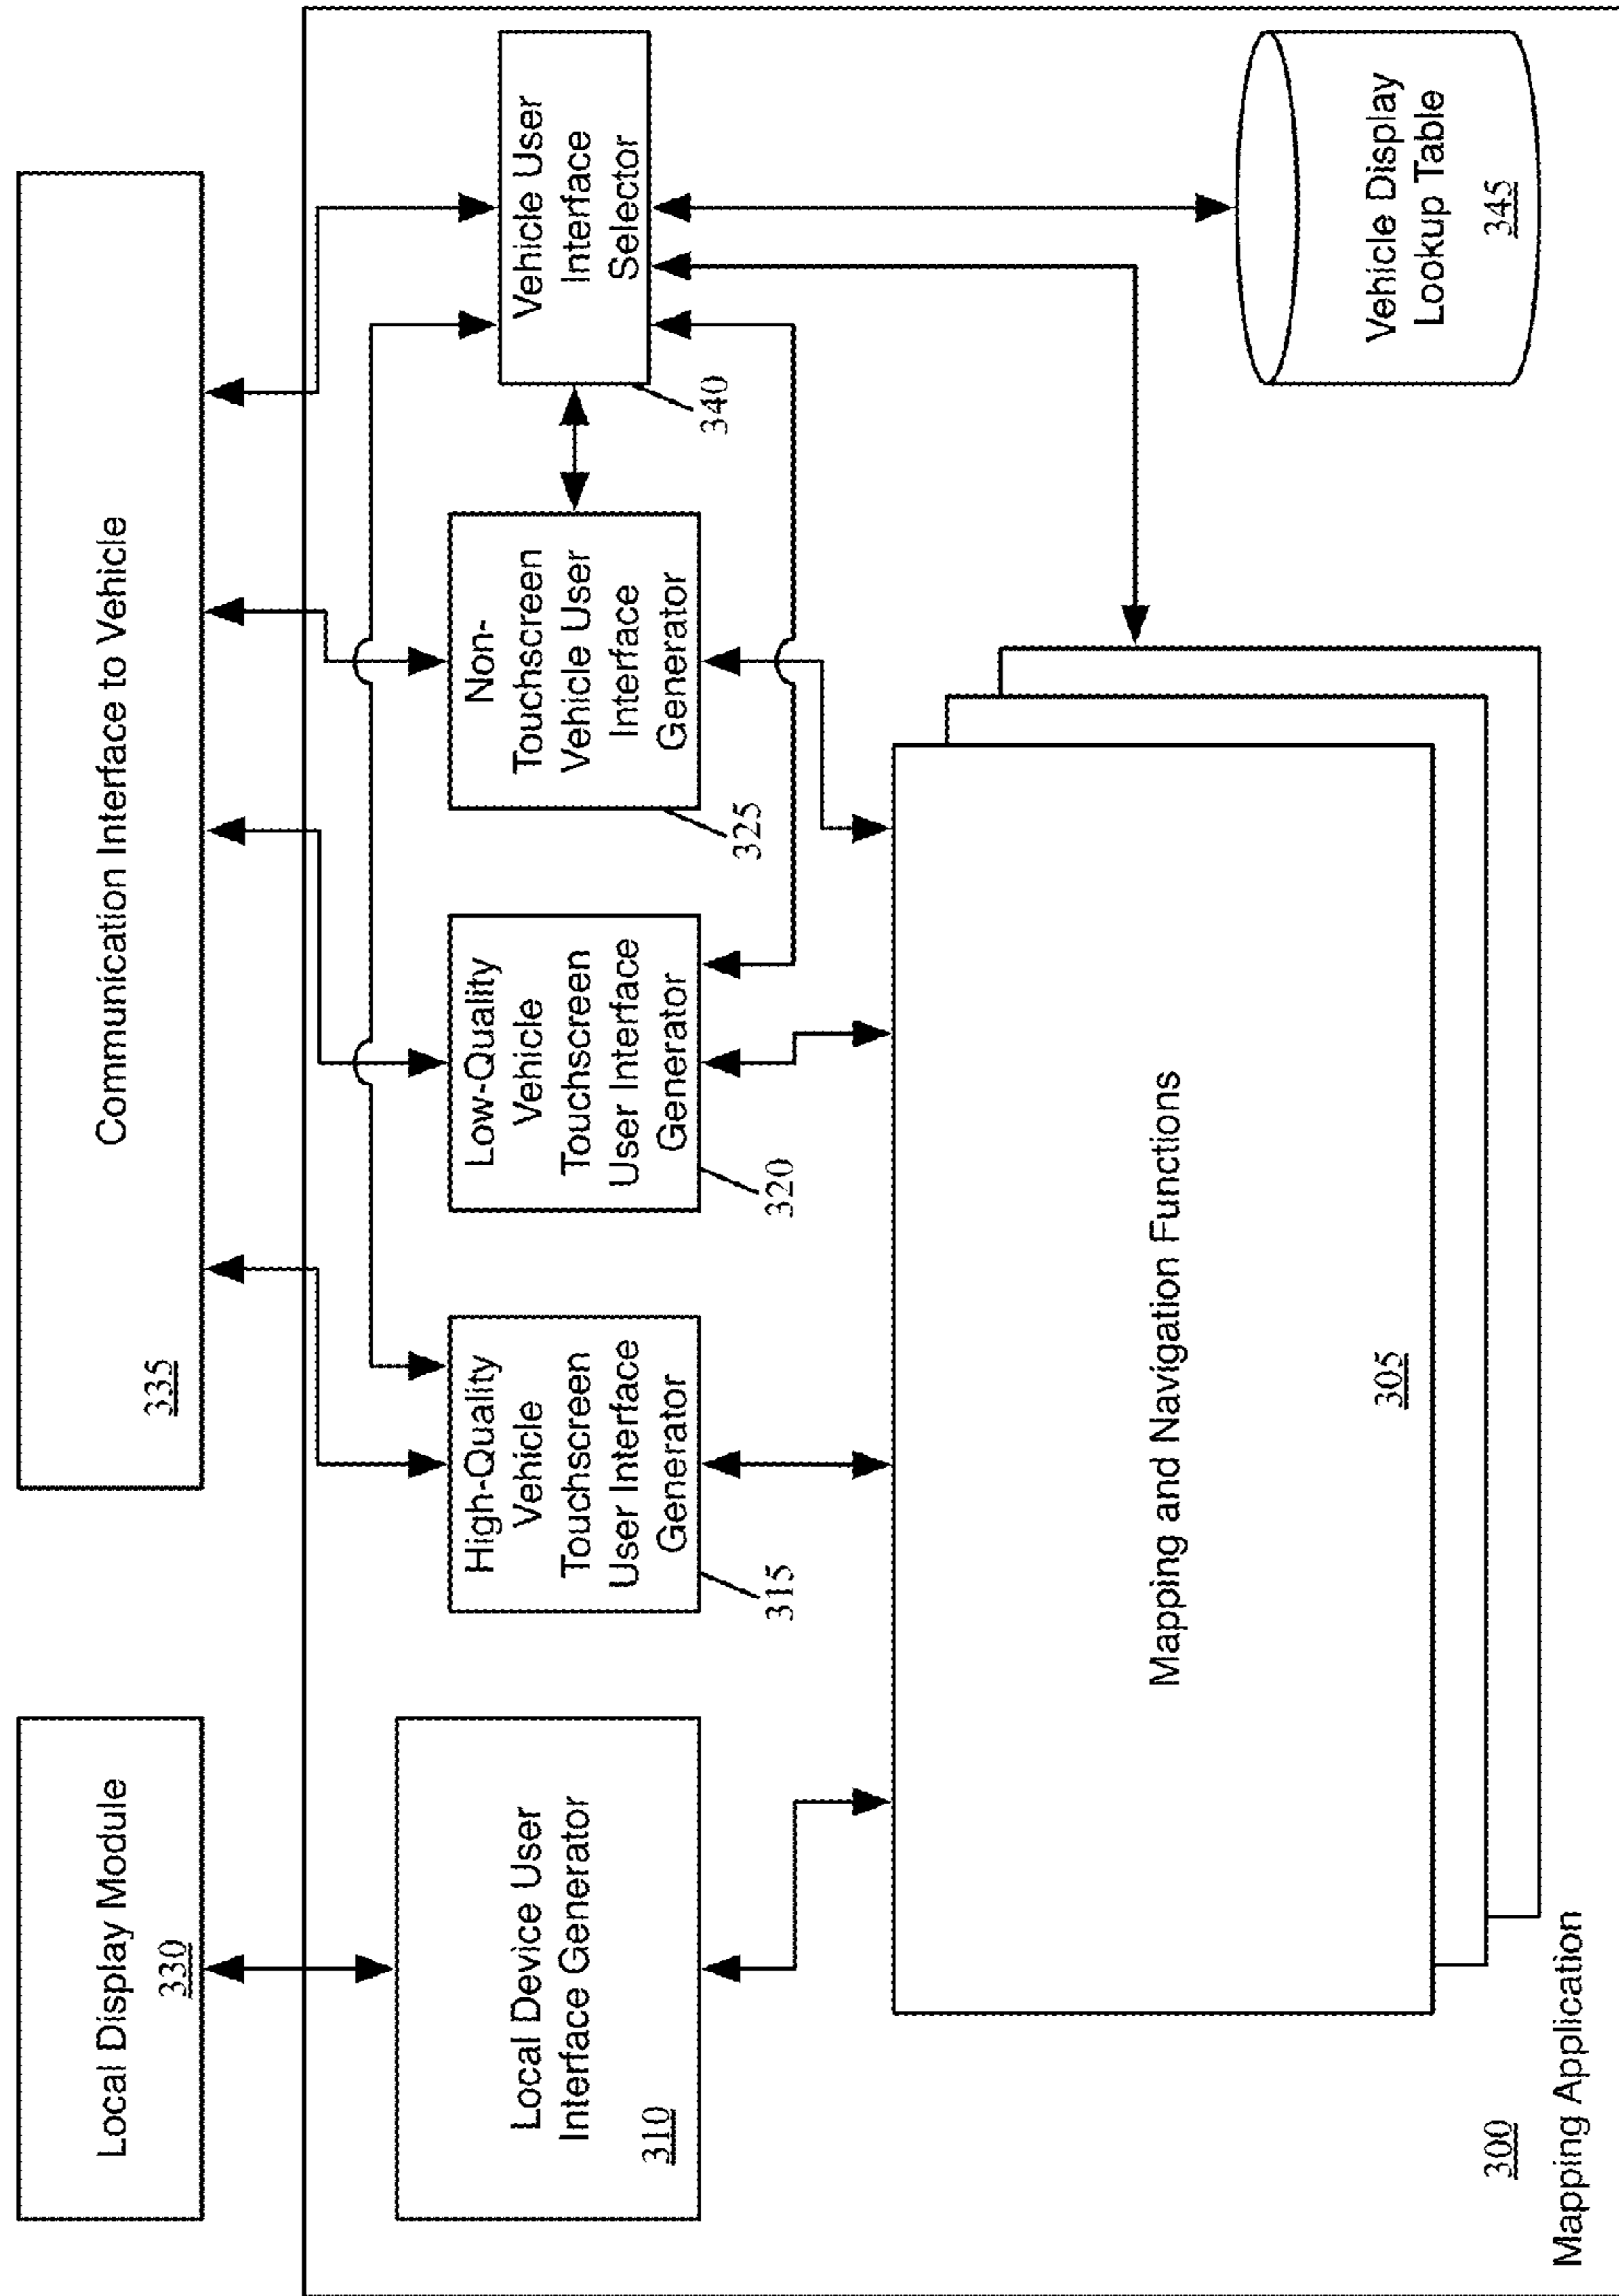 Local Display Module
330
Communication Interface to Vehicle
335
Local Device User
Interface Generator
310
High-Quality
Vehicle
Touchscreen
User Interface
Generator
315
Low-Quality
Vehicle
Touchscreen
User Interface
Generator
320
Non-
Touchscreen
Vehicle User
Interface
Generator
325
Vehicle User
Interface
Selector
340
Mapping and Navigation Functions
305
Vehicle Display
Lookup Table
345
300
Mapping Application